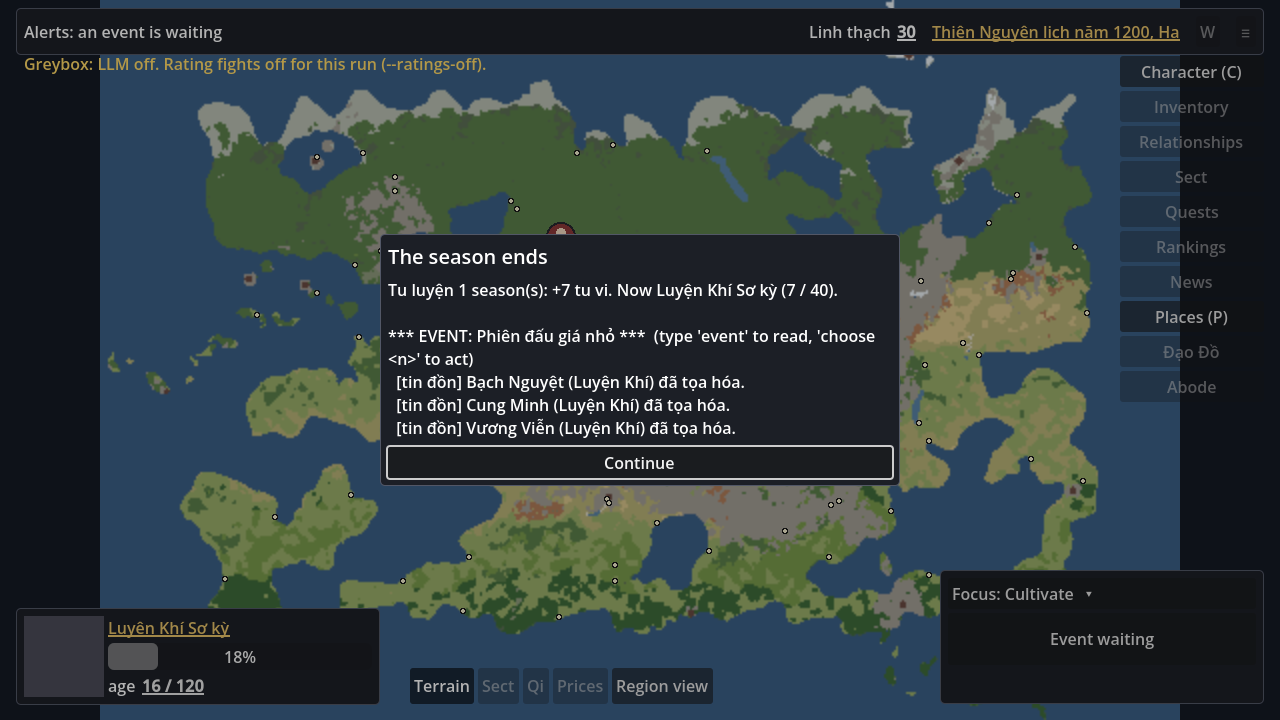 Alerts: an event is waiting
Linh thạch 30 Thiên Nguyên lich năm 1200, Ha W ≡
Greybox: LLM off. Rating fights off for this run (--ratings-off).
Character (C)
Inventory
Relationships
Sect
Quests
Rankings
News
Places (P)
Đạo Đồ
Abode
The season ends
Tu luyện 1 season(s): +7 tu vi. Now Luyện Khí Sơ kỳ (7 / 40).
*** EVENT: Phiên đấu giá nhỏ *** (type 'event' to read, 'choose
<n>' to act)
[tin đồn] Bạch Nguyệt (Luyện Khí) đã tọa hóa.
[tin đồn] Cung Minh (Luyện Khí) đã tọa hóa.
[tin đồn] Vương Viễn (Luyện Khí) đã tọa hóa.
Continue
Luyện Khí Sơ kỳ
18%
age 16 / 120
Terrain Sect Qi Prices Region view
Focus: Cultivate ▾
Event waiting